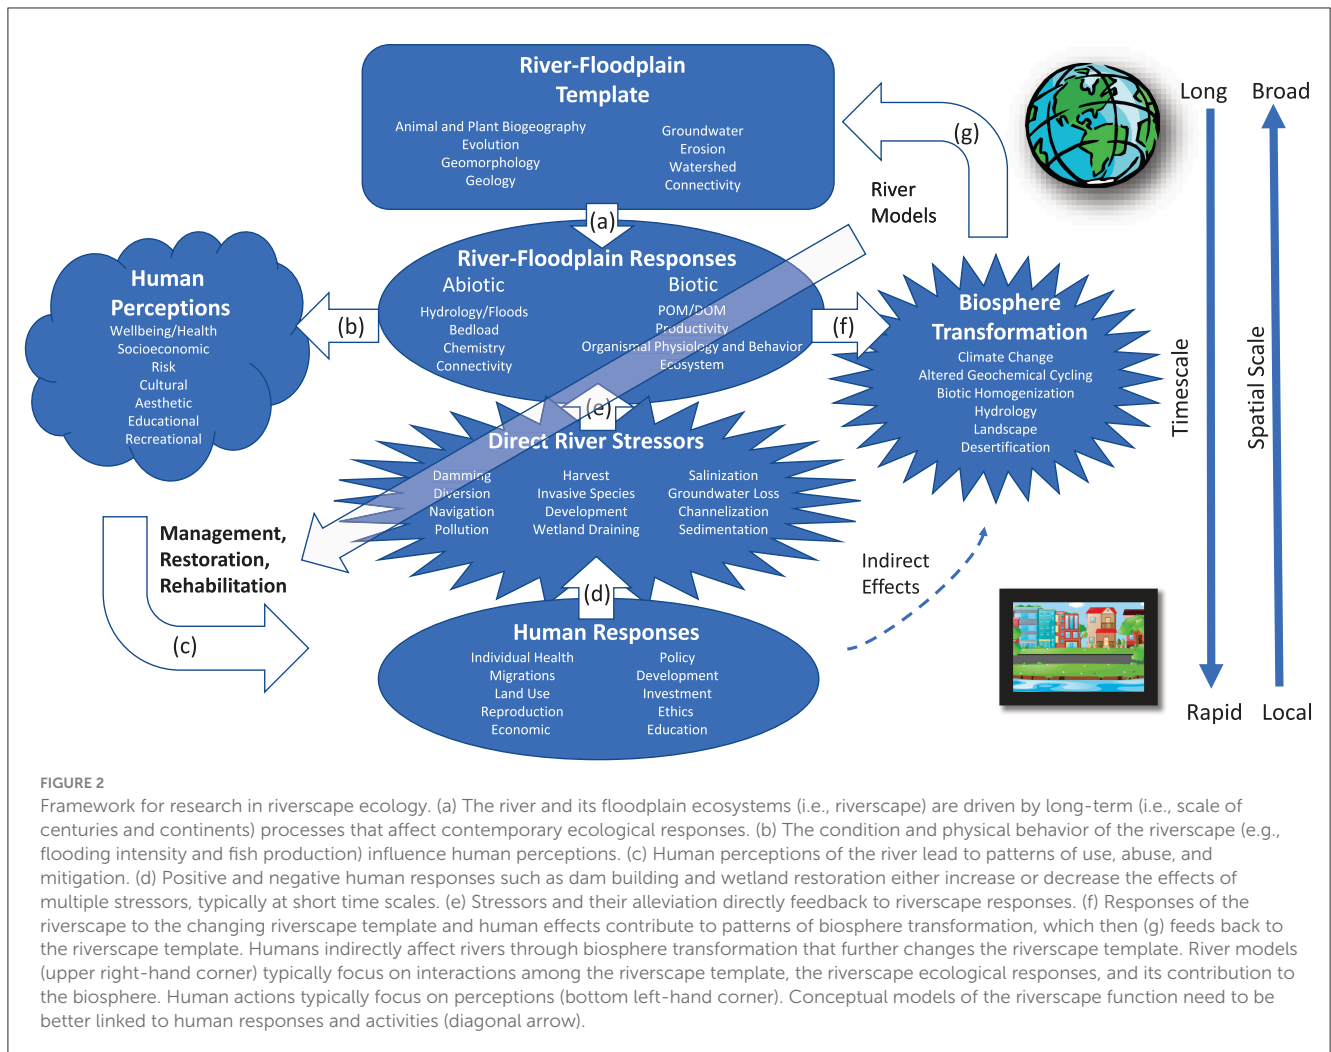 River-Floodplain
Template
Animal and Plant Biogeography
Evolution
Geomorphology
Geology
Groundwater
Erosion
Watershed
Connectivity
(g)
River
Models
Long
Broad
(a)
River-Floodplain Responses
Abiotic
Hydrology/Floods
Bedload
Chemistry
Connectivity
Biotic
POM/DOM
Productivity
Organismal Physiology and Behavior
Ecosystem
Human
Perceptions
Wellbeing/Health
Socioeconomic
Risk
Cultural
Aesthetic
Educational
Recreational
(b)
(f)
Biosphere
Transformation
Climate Change
Altered Geochemical Cycling
Biotic Homogenization
Hydrology
Landscape
Desertification
Timescale
Spatial Scale
(e)
Direct River Stressors
Damming
Diversion
Navigation
Pollution
Harvest
Invasive Species
Development
Wetland Draining
Salinization
Groundwater Loss
Channelization
Sedimentation
Management,
Restoration,
Rehabilitation
(c)
Indirect
Effects
(d)
Human Responses
Individual Health
Migrations
Land Use
Reproduction
Economic
Policy
Development
Investment
Ethics
Education
Rapid
Local
FIGURE 2
Framework for research in riverscape ecology. (a) The river and its floodplain ecosystems (i.e., riverscape) are driven by long-term (i.e., scale of
centuries and continents) processes that affect contemporary ecological responses. (b) The condition and physical behavior of the riverscape (e.g.,
flooding intensity and fish production) influence human perceptions. (c) Human perceptions of the river lead to patterns of use, abuse, and
mitigation. (d) Positive and negative human responses such as dam building and wetland restoration either increase or decrease the effects of
multiple stressors, typically at short time scales. (e) Stressors and their alleviation directly feedback to riverscape responses. (f) Responses of the
riverscape to the changing riverscape template and human effects contribute to patterns of biosphere transformation, which then (g) feeds back to
the riverscape template. Humans indirectly affect rivers through biosphere transformation that further changes the riverscape template. River models
(upper right-hand corner) typically focus on interactions among the riverscape template, the riverscape ecological responses, and its contribution to
the biosphere. Human actions typically focus on perceptions (bottom left-hand corner). Conceptual models of the riverscape function need to be
better linked to human responses and activities (diagonal arrow).